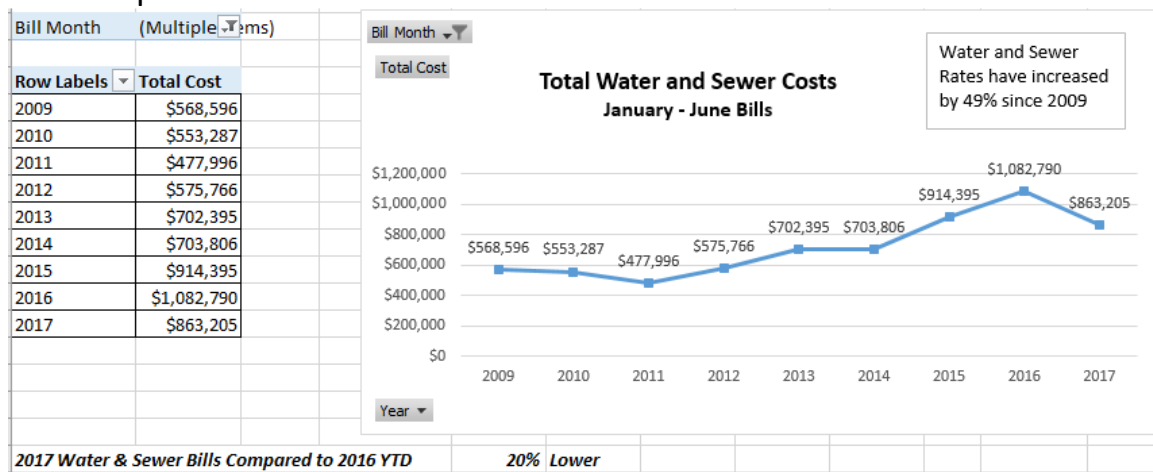 Bill Month (Multiple ems)
Row Labels Total Cost
2009 $568,596
2010 $553,287
2011 $477,996
2012 $575,766
2013 $702,395
2014 $703,806
2015 $914,395
2016 $1,082,790
2017 $863,205
Bill Month
Total Cost
Total Water and Sewer Costs
January - June Bills
Water and Sewer
Rates have increased
by 49% since 2009
$1,200,000
$1,000,000
$800,000
$600,000
$400,000
$200,000
$0
$568,596 $553,287 $477,996 $575,766 $702,395 $703,806 $914,395 $1,082,790 $863,205
2009 2010 2011 2012 2013 2014 2015 2016 2017
Year
2017 Water & Sewer Bills Compared to 2016 YTD 20% Lower